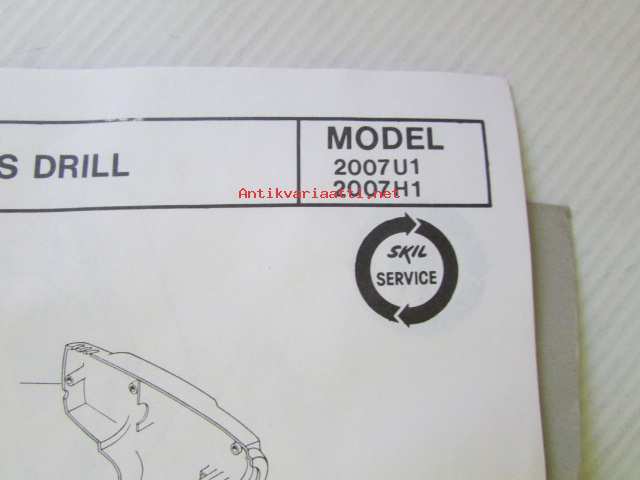 S DRILL
MODEL
2007U1
2007H1
Antikvariaatti.net
SKIL
SERVICE